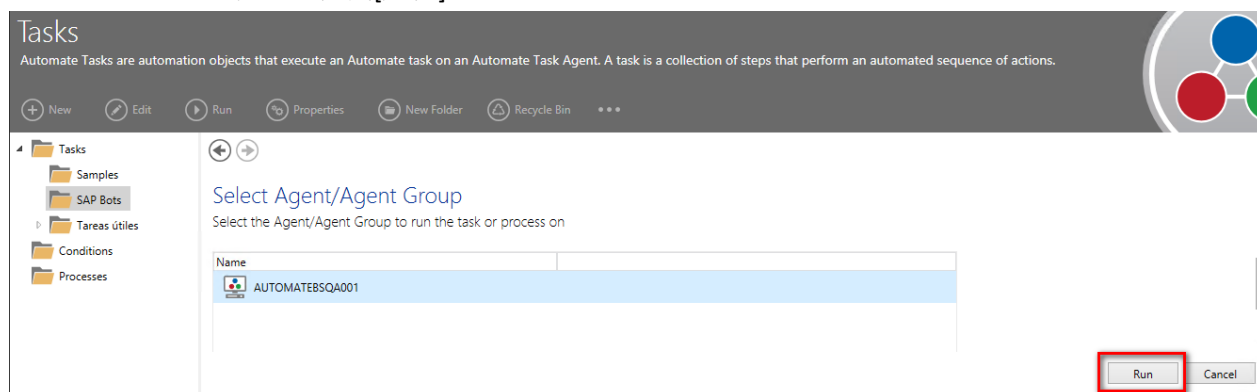 Tasks
Automate Tasks are automation objects that execute an Automate task on an Automate Task Agent. A task is a collection of steps that perform an automated sequence of actions.
New Edit Run Properties New Folder Recycle Bin
Tasks
Samples
SAP Bots
Tareas útiles
Conditions
Processes
Select Agent/Agent Group
Select the Agent/Agent Group to run the task or process on
Name
AUTOMATEBSQA001
Run Cancel